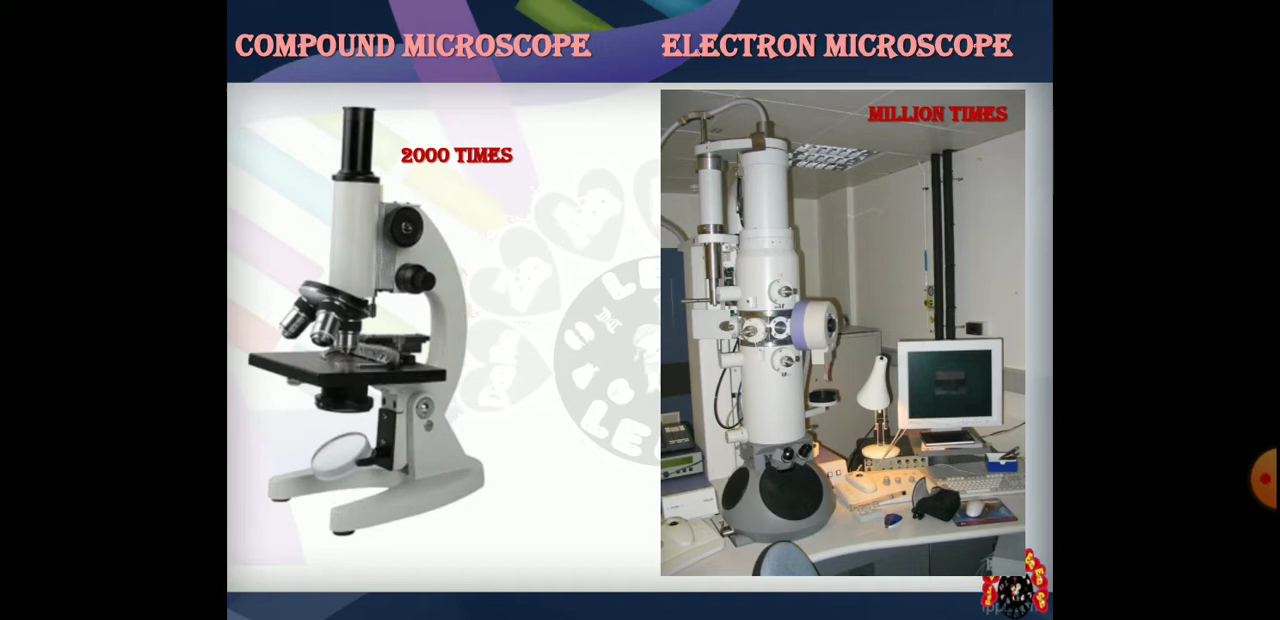 COMPOUND MICROSCOPE
ELECTRON MICROSCOPE
2000 TIMES
MILLION TIMES